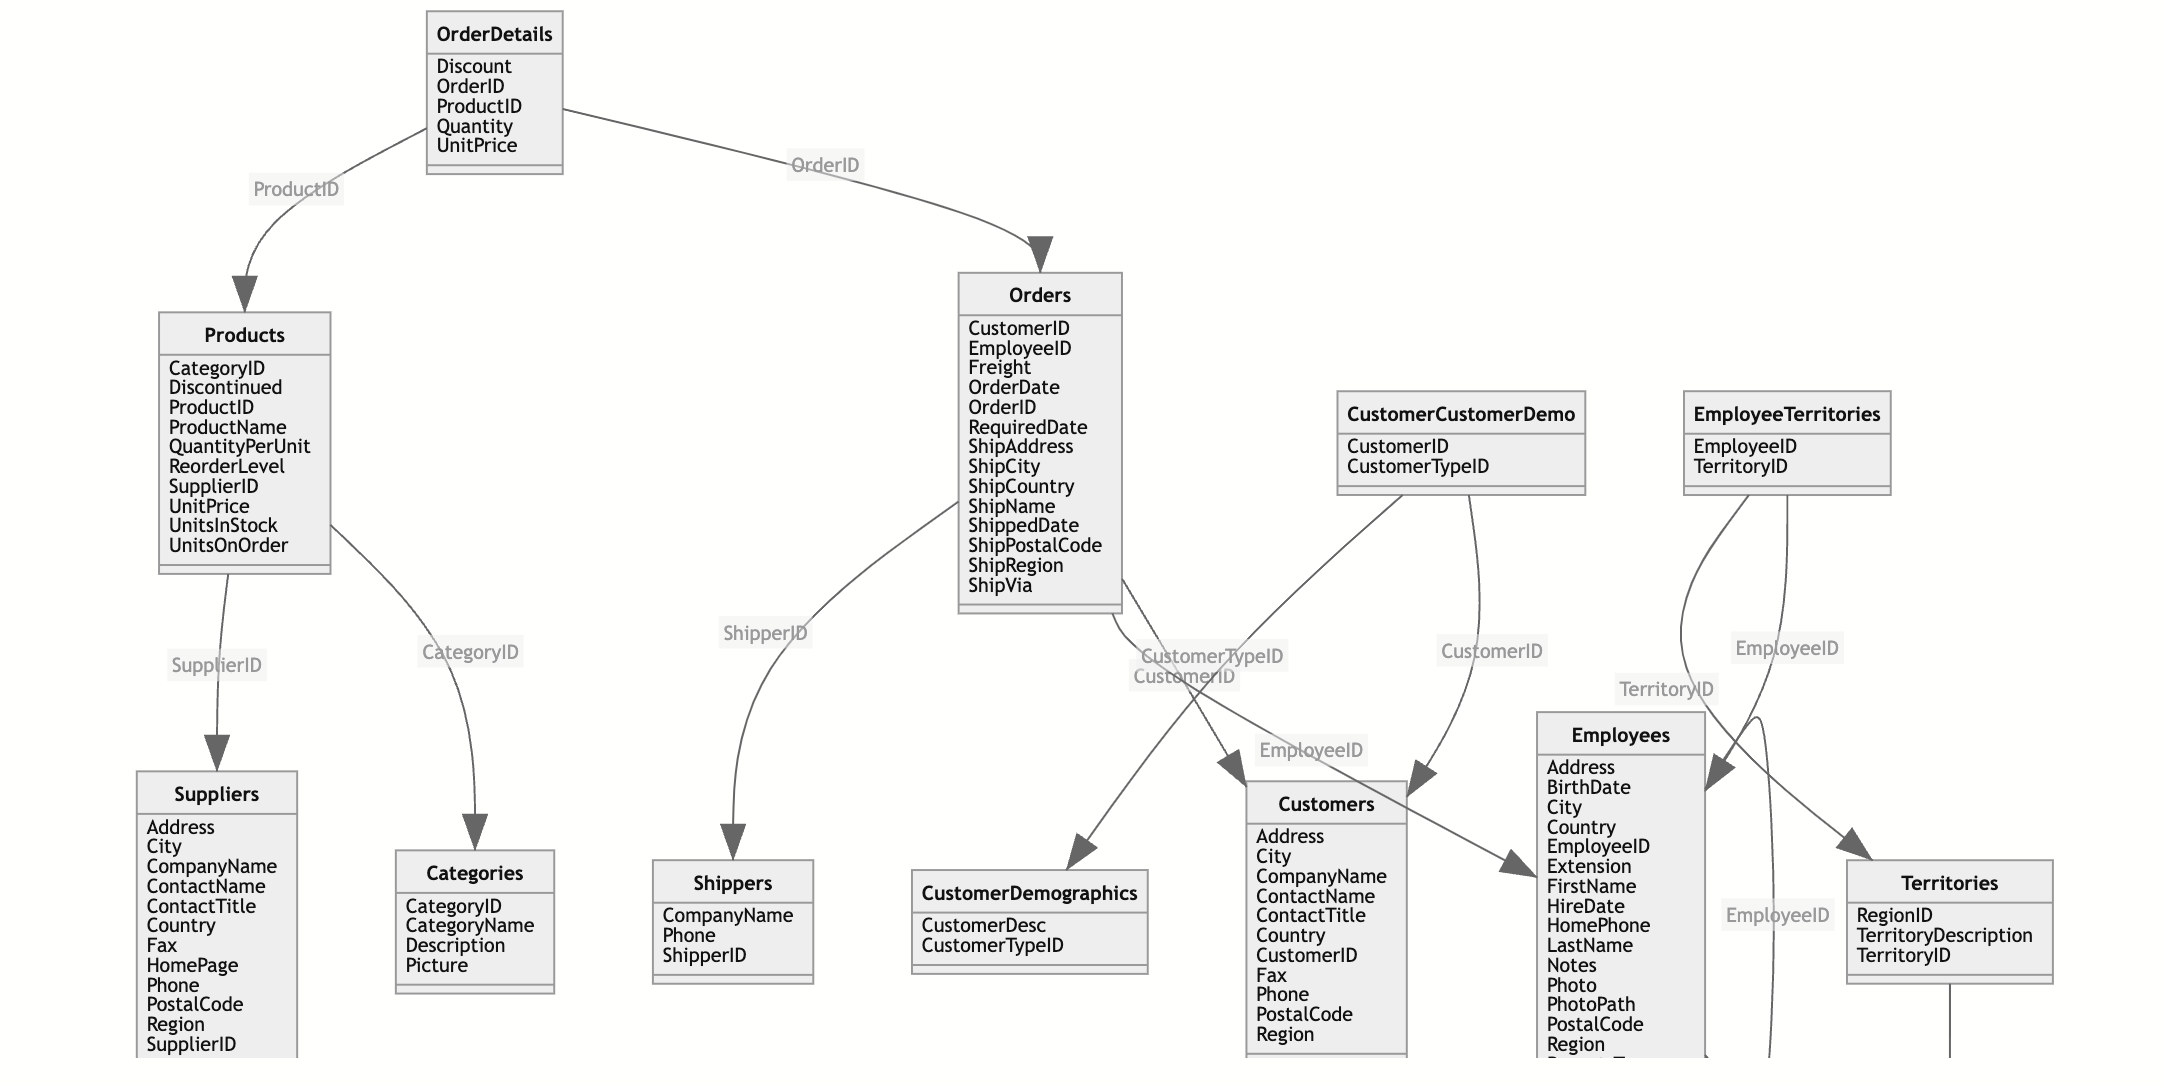 OrderDetails
Discount
OrderID
ProductID
Quantity
UnitPrice
ProductID
OrderID
Products
CategoryID
Discontinued
ProductID
ProductName
QuantityPerUnit
ReorderLevel
SupplierID
UnitPrice
UnitsInStock
UnitsOnOrder
Orders
CustomerID
EmployeeID
Freight
OrderDate
OrderID
RequiredDate
ShipAddress
ShipCity
ShipCountry
ShipName
ShippedDate
ShipPostalCode
ShipRegion
ShipVia
CustomerCustomerDemo
CustomerID
CustomerTypeID
EmployeeTerritories
EmployeeID
TerritoryID
SupplierID
CategoryID
ShipperID
CustomerTypeID
CustomerID
CustomerID
EmployeeID
TerritoryID
EmployeeID
Suppliers
Address
City
CompanyName
ContactName
ContactTitle
Country
Fax
HomePage
Phone
PostalCode
Region
SupplierID
Categories
CategoryID
CategoryName
Description
Picture
Shippers
CompanyName
Phone
ShipperID
CustomerDemographics
CustomerDesc
CustomerTypeID
Customers
Address
City
CompanyName
ContactName
ContactTitle
Country
CustomerID
Fax
Phone
PostalCode
Region
Employees
Address
BirthDate
City
Country
EmployeeID
Extension
FirstName
HireDate
HomePhone
LastName
Notes
Photo
PhotoPath
PostalCode
Region
EmployeeID
Territories
RegionID
TerritoryDescription
TerritoryID